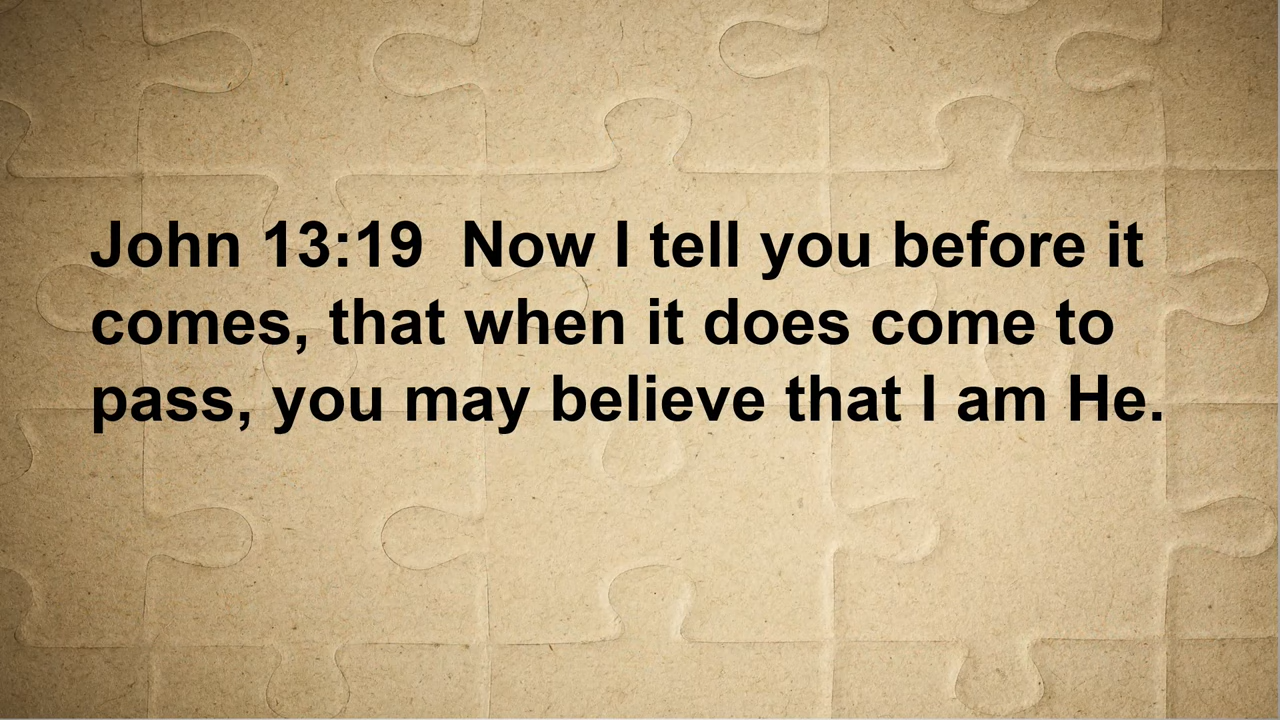 John 13:19  Now I tell you before it
comes, that when it does come to
pass, you may believe that I am He.